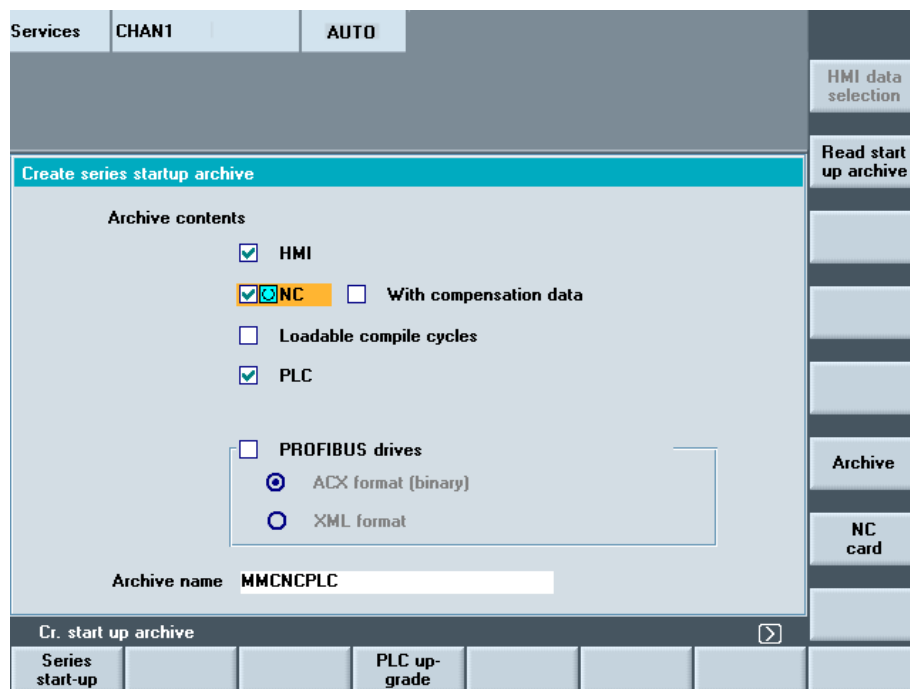 Services CHAN1 AUTO
HMI data
selection
Read start
up archive
Create series startup archive
Archive contents
HMI
NC With compensation data
Loadable compile cycles
PLC
PROFIBUS drives
ACX format (binary)
Archive
XML format
NC
card
Archive name MMCNCPLC
Cr. start up archive
Series
start-up
PLC up-
grade